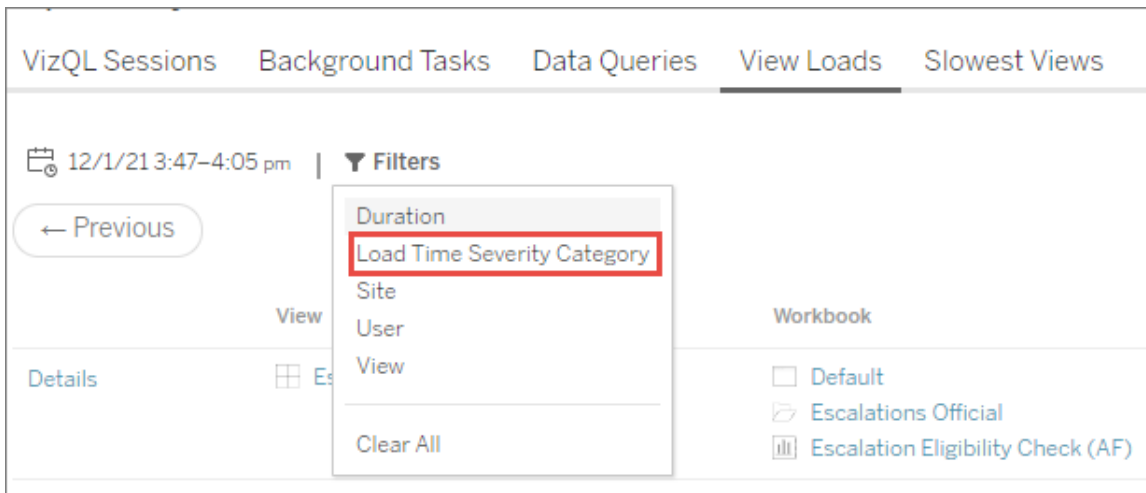 VizQL Sessions Background Tasks Data Queries View Loads Slowest Views
12/1/21 3:47–4:05 pm | Filters
← Previous
Duration
Load Time Severity Category
Site
User
View
Clear All
View Workbook
Details Es Default
Escalations Official
Escalation Eligibility Check (AF)